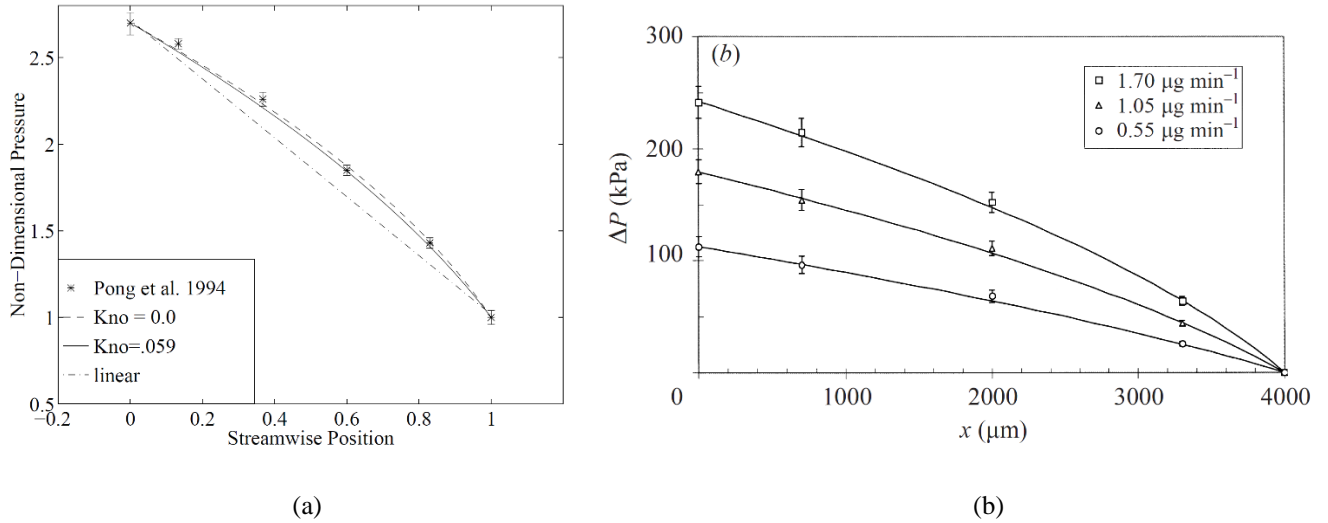 2.5
2
1.5
1
0.5
Non−Dimensional Pressure
Pong et al. 1994
Kno = 0.0
Kno=.059
linear
−0.2 0 0.2 0.4 0.6 0.8 1
Streamwise Position
(a)
(b)
300
200
100
0
ΔP (kPa)
1.70 μg min−1
1.05 μg min−1
0.55 μg min−1
0 1000 2000 3000 4000
x (μm)
(b)